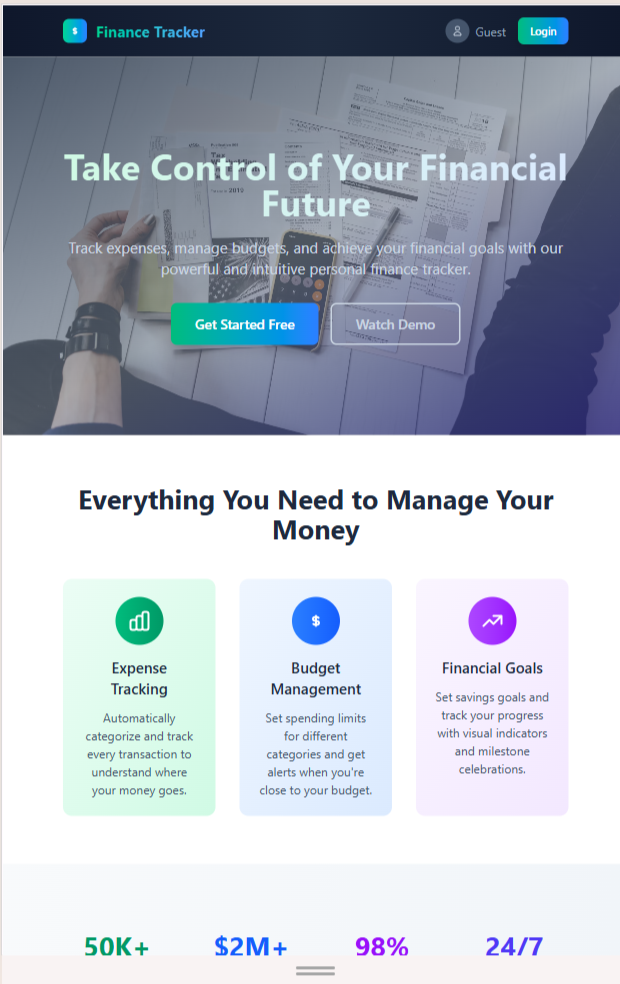 Finance Tracker
Guest
Login
Take Control of Your Financial
Future
Track expenses, manage budgets, and achieve your financial goals with our
powerful and intuitive personal finance tracker.
Get Started Free
Watch Demo
Everything You Need to Manage Your
Money
Expense
Tracking
Automatically
categorize and track
every transaction to
understand where
your money goes.
$
Budget
Management
Set spending limits
for different
categories and get
alerts when you're
close to your budget.
Financial Goals
Set savings goals and
track your progress
with visual indicators
and milestone
celebrations.
50K+
$2M+
98%
24/7